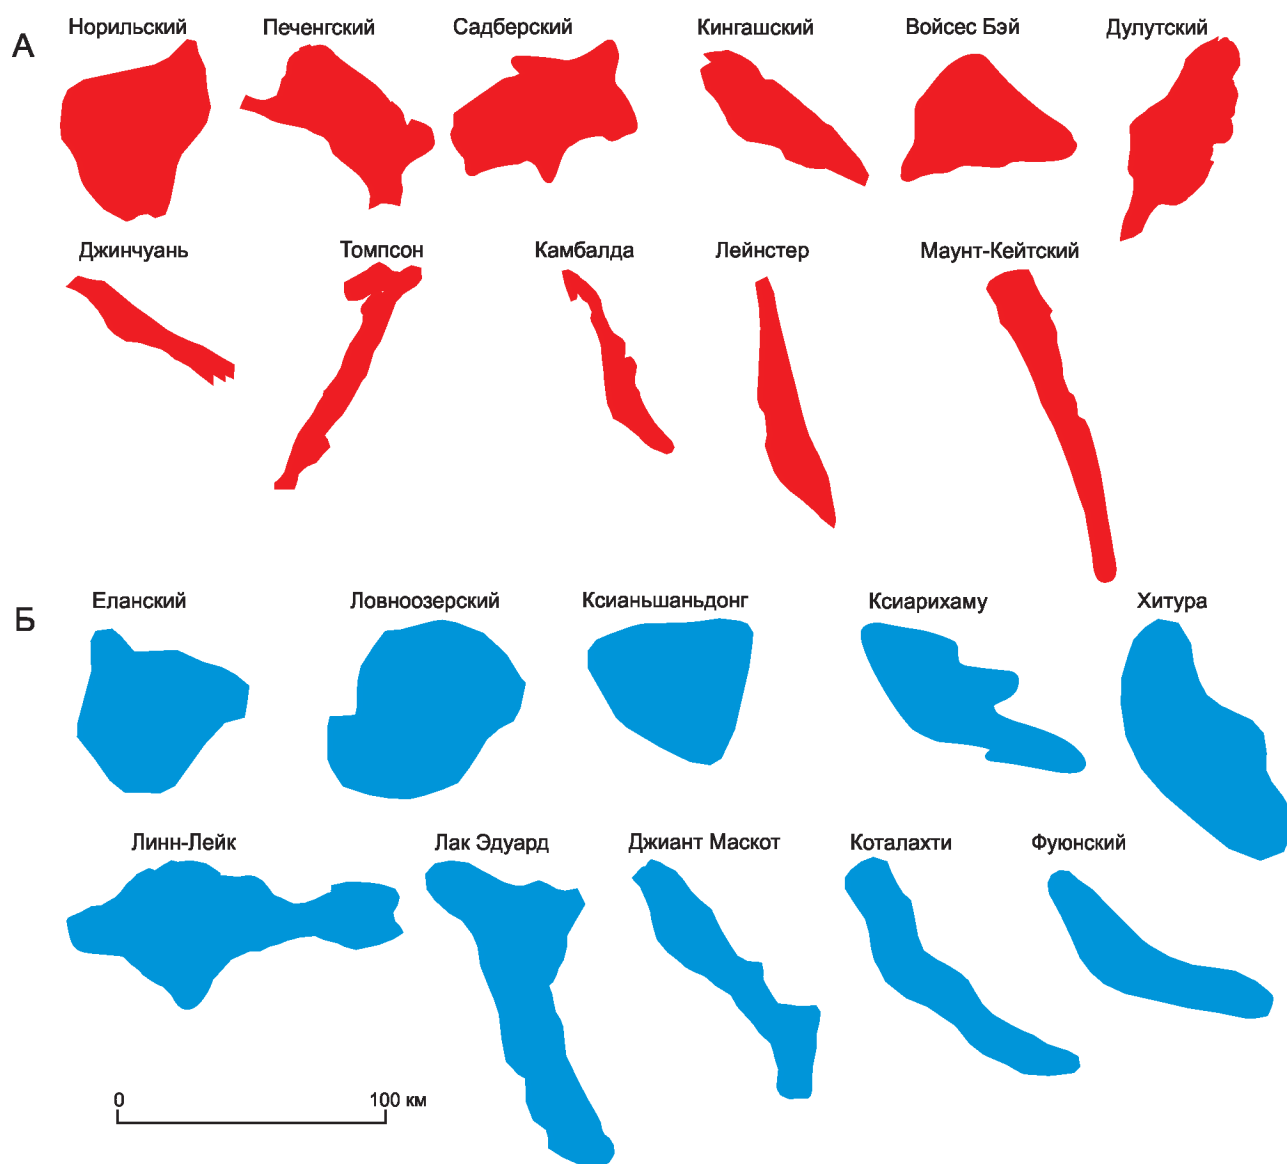 А
Норильский
Печенгский
Садберский
Кингашский
Войсес Бэй
Дулутский
Джинчуань
Томпсон
Камбалда
Лейнстер
Маунт-Кейтский
Б
Еланский
Ловноозерский
Ксианьшаньдонг
Ксиарихаму
Хитура
Линн-Лейк
Лак Эдуард
Джиант Маскот
Коталахти
Фуюнский
0
100 км